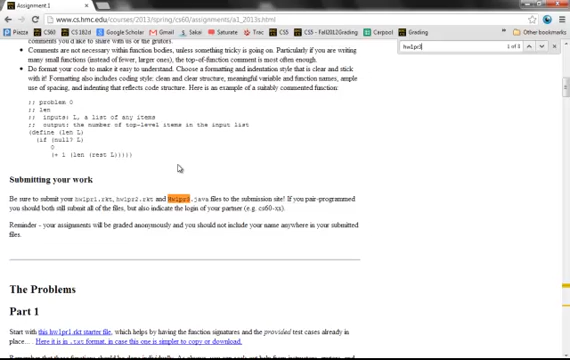 Assignment 1
www.cs.hmc.edu/courses/2013/spring/cs60/assignments/a1_2013s.html
Piazza CS60 CS 182d Google Scholar Gmail Sakai Saturate Trac CS5 CS5 - Fall2012Grading Carpool Grading
hw1pr3
1 of 3
comments you'd like to share with us or the grutors.
Comments are not necessary within function bodies, unless something tricky is going on. Particularly if you are writing
many small functions (instead of fewer, larger ones), the top-of-function comment is most often enough.
Do format your code to make it easy to understand. Choose a formatting and indentation style that is clear and stick
with it! Formatting also includes coding style: clean and clear structure, meaningful variable and function names, ample
use of spacing, and indenting that reflects code structure. Here is an example of a suitably commented function:
;; problem 0
;; len
;; inputs: L, a list of any items
;; output: the number of top-level items in the input list
(define (len L)
(if (null? L)
0
(+ 1 (len (rest L)))))
Submitting your work
Be sure to submit your hw1pr1.rkt, hw1pr2.rkt and hw1pr3.java files to the submission site! If you pair-programmed
you should both still submit all of the files, but also indicate the login of your partner (e.g. cs60-xx).
Reminder - your assignments will be graded anonymously and you should not include your name anywhere in your submitted
files.
The Problems
Part 1
Start with this hw1pr1.rkt starter file, which helps by having the function signatures and the provided test cases already in
place.... Here it is in .txt format, in case this one is simpler to copy or download.